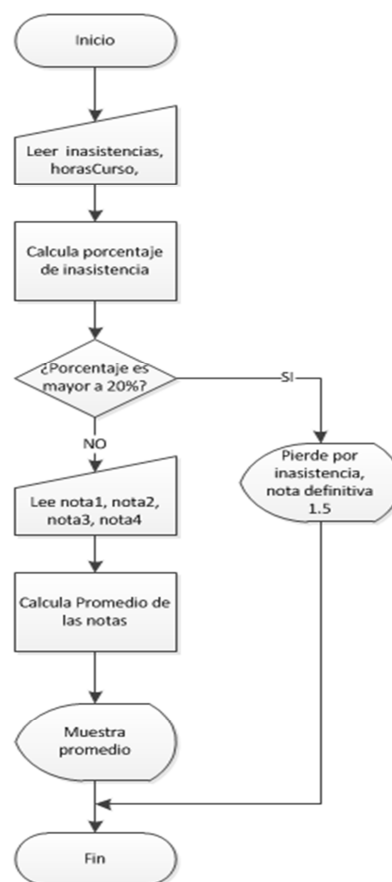 Inicio
Leer inasistencias,
horasCurso,
Calcula porcentaje
de inasistencia
¿Porcentaje es
mayor a 20%?
SI
NO
Pierde por
inasistencia,
nota definitiva
1.5
Lee nota1, nota2,
nota3, nota4
Calcula Promedio de
las notas
Muestra
promedio
Fin